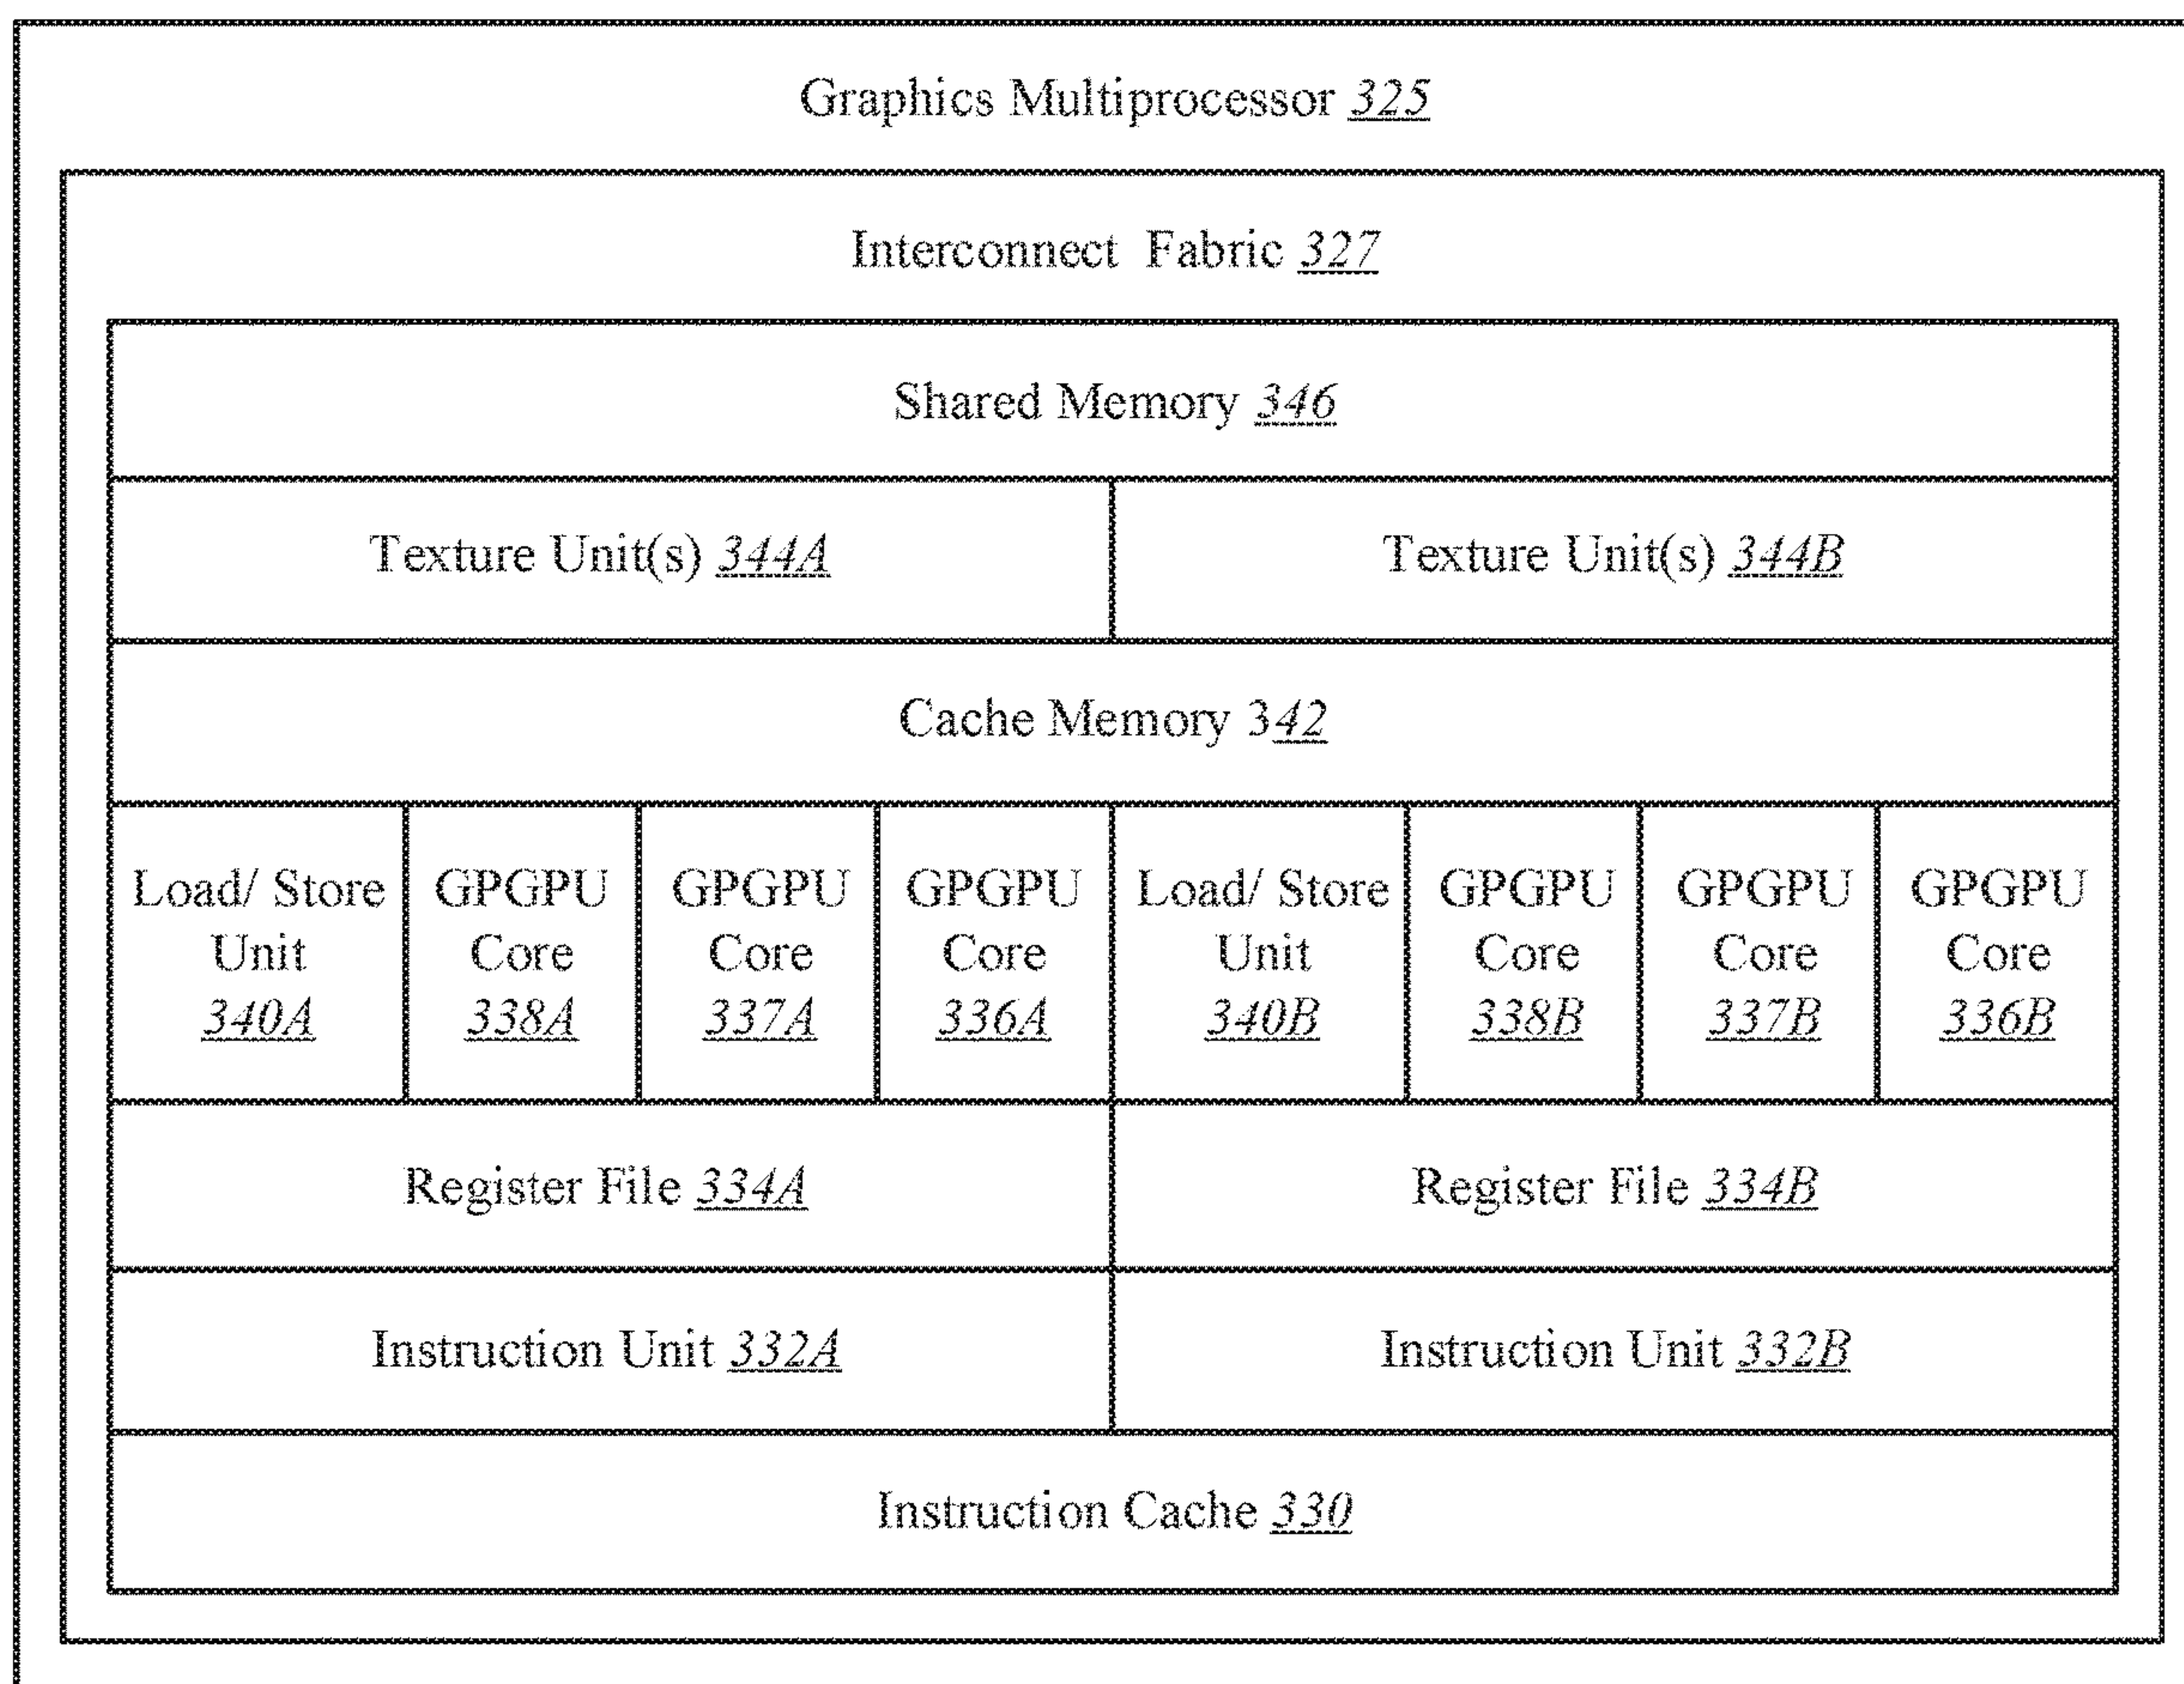 Graphics Multiprocessor 325
Interconnect Fabric 327
Shared Memory 346
Texture Unit(s) 344A
Texture Unit(s) 344B
Cache Memory 342
Load/ Store
Unit
340A
GPGPU
Core
338A
GPGPU
Core
337A
GPGPU
Core
336A
Load/ Store
Unit
340B
GPGPU
Core
338B
GPGPU
Core
337B
GPGPU
Core
336B
Register File 334A
Register File 334B
Instruction Unit 332A
Instruction Unit 332B
Instruction Cache 330